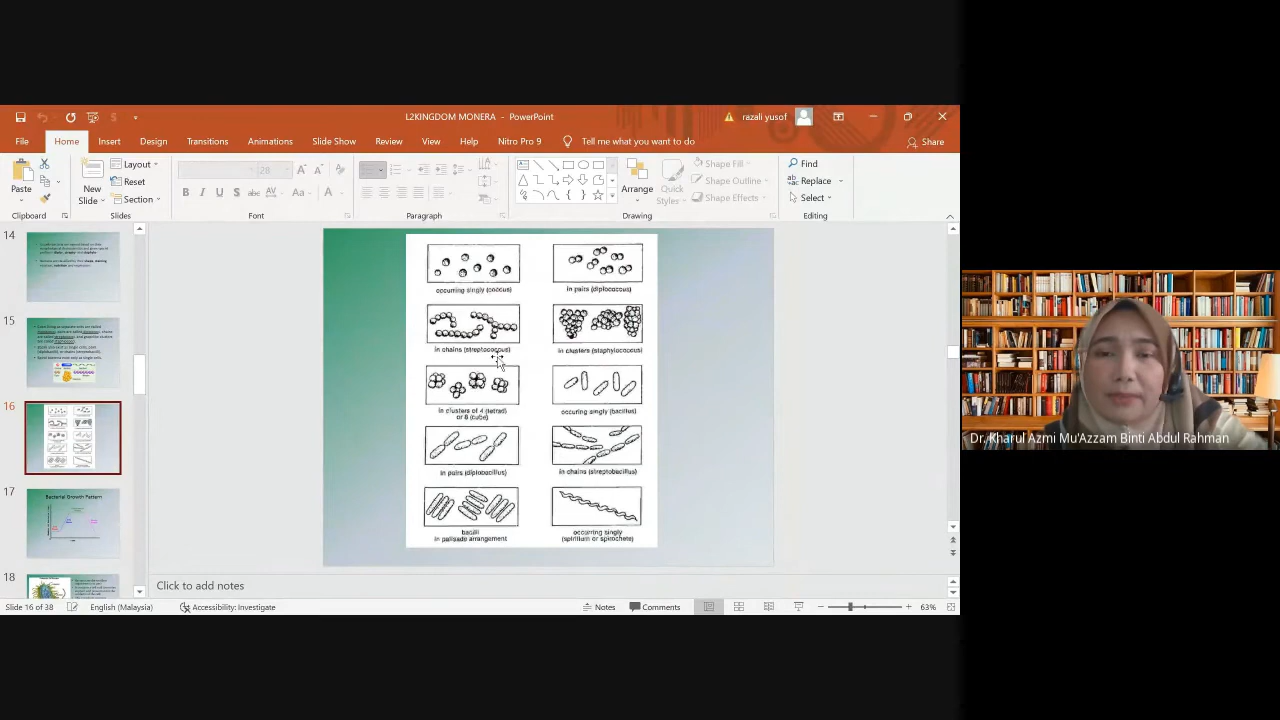 L2KINGDOM MONERA - PowerPoint
razali yusof
File
Home
Insert
Design
Transitions
Animations
Slide Show
Review
View
Help
Nitro Pro 9
Tell me what you want to do
Share
Paste
New
Slide
Layout
Reset
Section
28
B I U S abc AV Aa A
Arrange
Quick
Styles
Shape Fill
Shape Outline
Shape Effects
Find
Replace
Select
Clipboard
Slides
Font
Paragraph
Drawing
Editing
14
15
16
17
Bacterial Growth Pattern
18
occurring singly (coccus)
in pairs (diplococcus)
in chains (streptococcus)
in clusters (staphylococcus)
in clusters of 4 (tetrad)
or 8 (cube)
occuring singly (bacillus)
in pairs (diplobacillus)
in chains (streptobacillus)
bacilli
in palisade arrangement
occurring singly
(spirillum or spirochete)
Click to add notes
Slide 16 of 38
English (Malaysia)
Accessibility: Investigate
Notes
Comments
63%
Dr. Kharul Azmi Mu'Azzam Binti Abdul Rahman